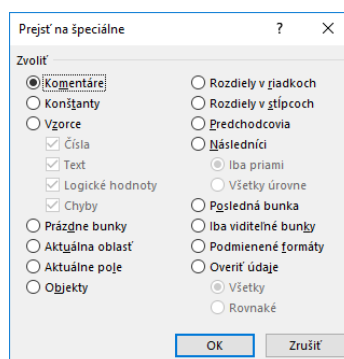 Prejsť na špeciálne ? ×
Zvoliť
Komentáre
Konštanty
Vzorce
Čísla
Text
Logické hodnoty
Chyby
Prázdne bunky
Aktuálna oblasť
Aktuálne pole
Objekty
Rozdiely v riadkoch
Rozdiely v stĺpcoch
Predchodcovia
Následníci
Iba priami
Všetky úrovne
Posledná bunka
Iba viditeľné bunky
Podmienené formáty
Overiť údaje
Všetky
Rovnaké
OK Zrušiť